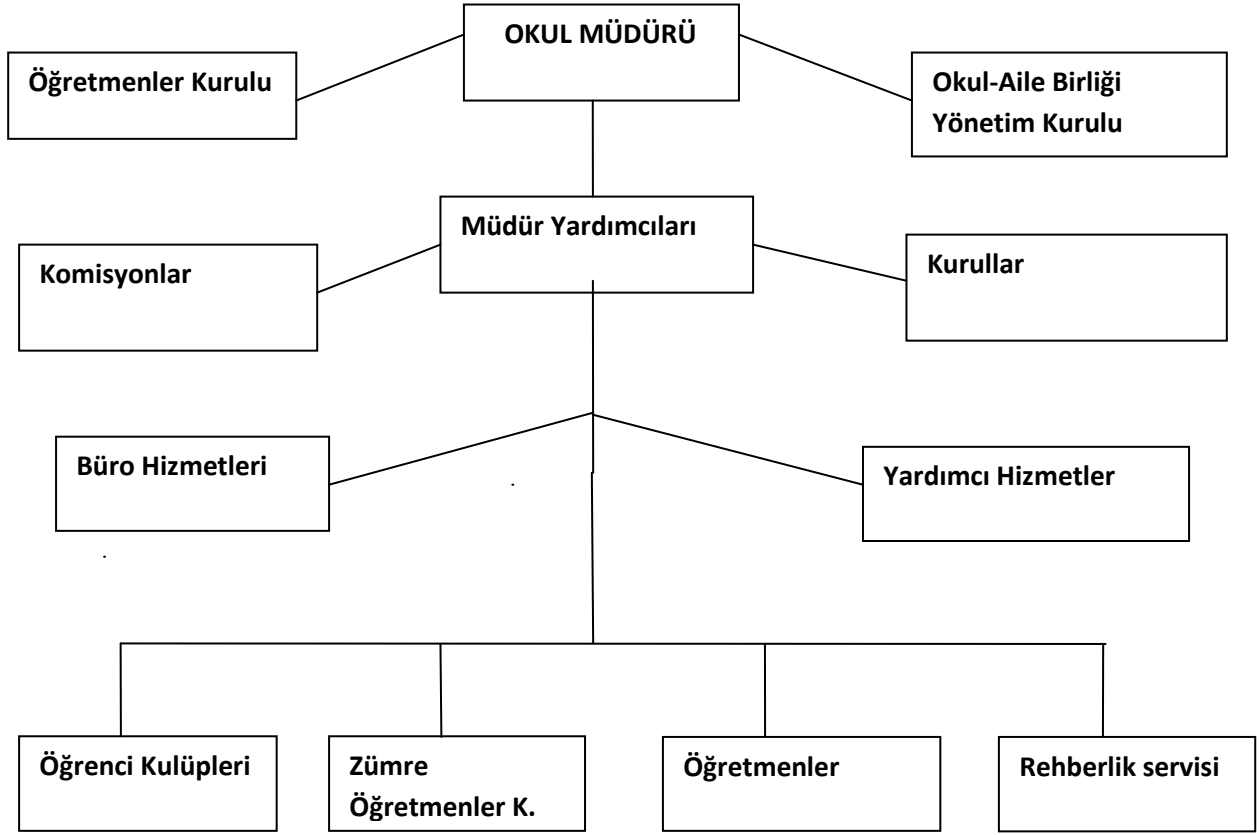 OKUL MÜDÜRÜ
Öğretmenler Kurulu
Okul-Aile Birliği
Yönetim Kurulu
Müdür Yardımcıları
Komisyonlar
Kurullar
Büro Hizmetleri
Yardımcı Hizmetler
Öğrenci Kulüpleri
Zümre
Öğretmenler K.
Öğretmenler
Rehberlik servisi